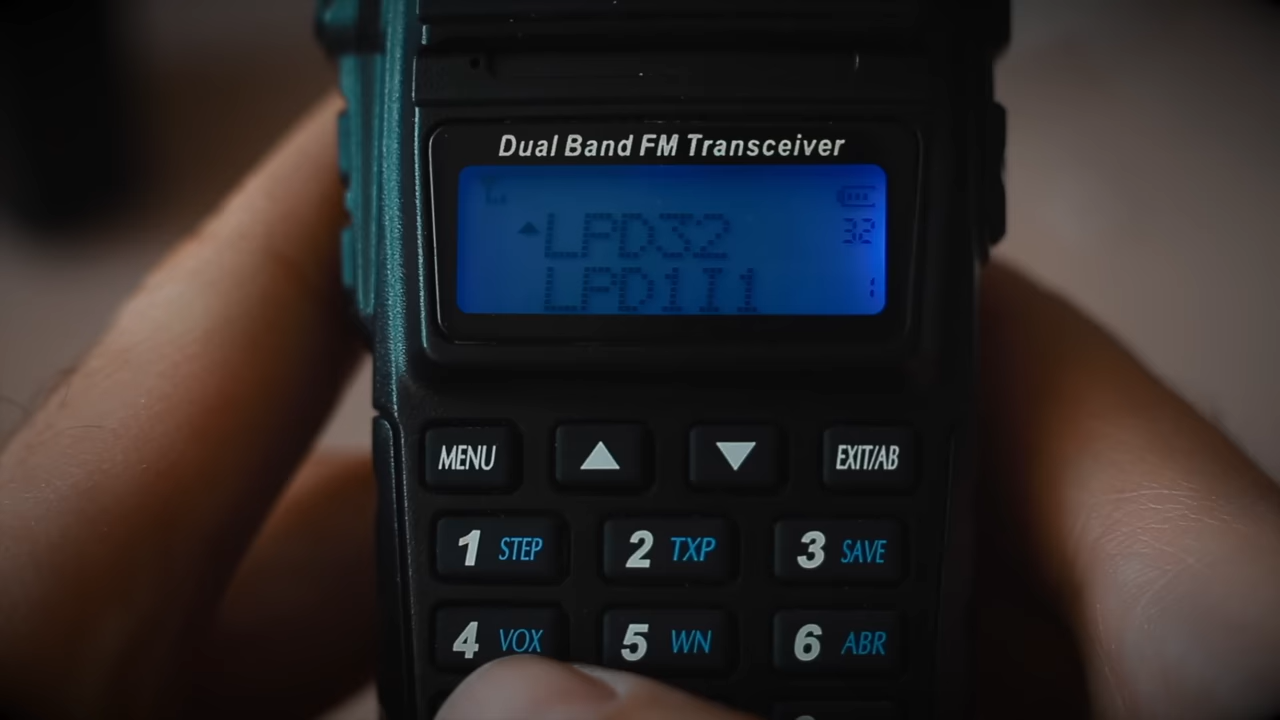 Dual Band FM Transceiver
LPD32 32
LPD1I1 1
MENU EXIT/AB
1 STEP 2 TXP 3 SAVE
4 VOX 5 WN 6 ABR